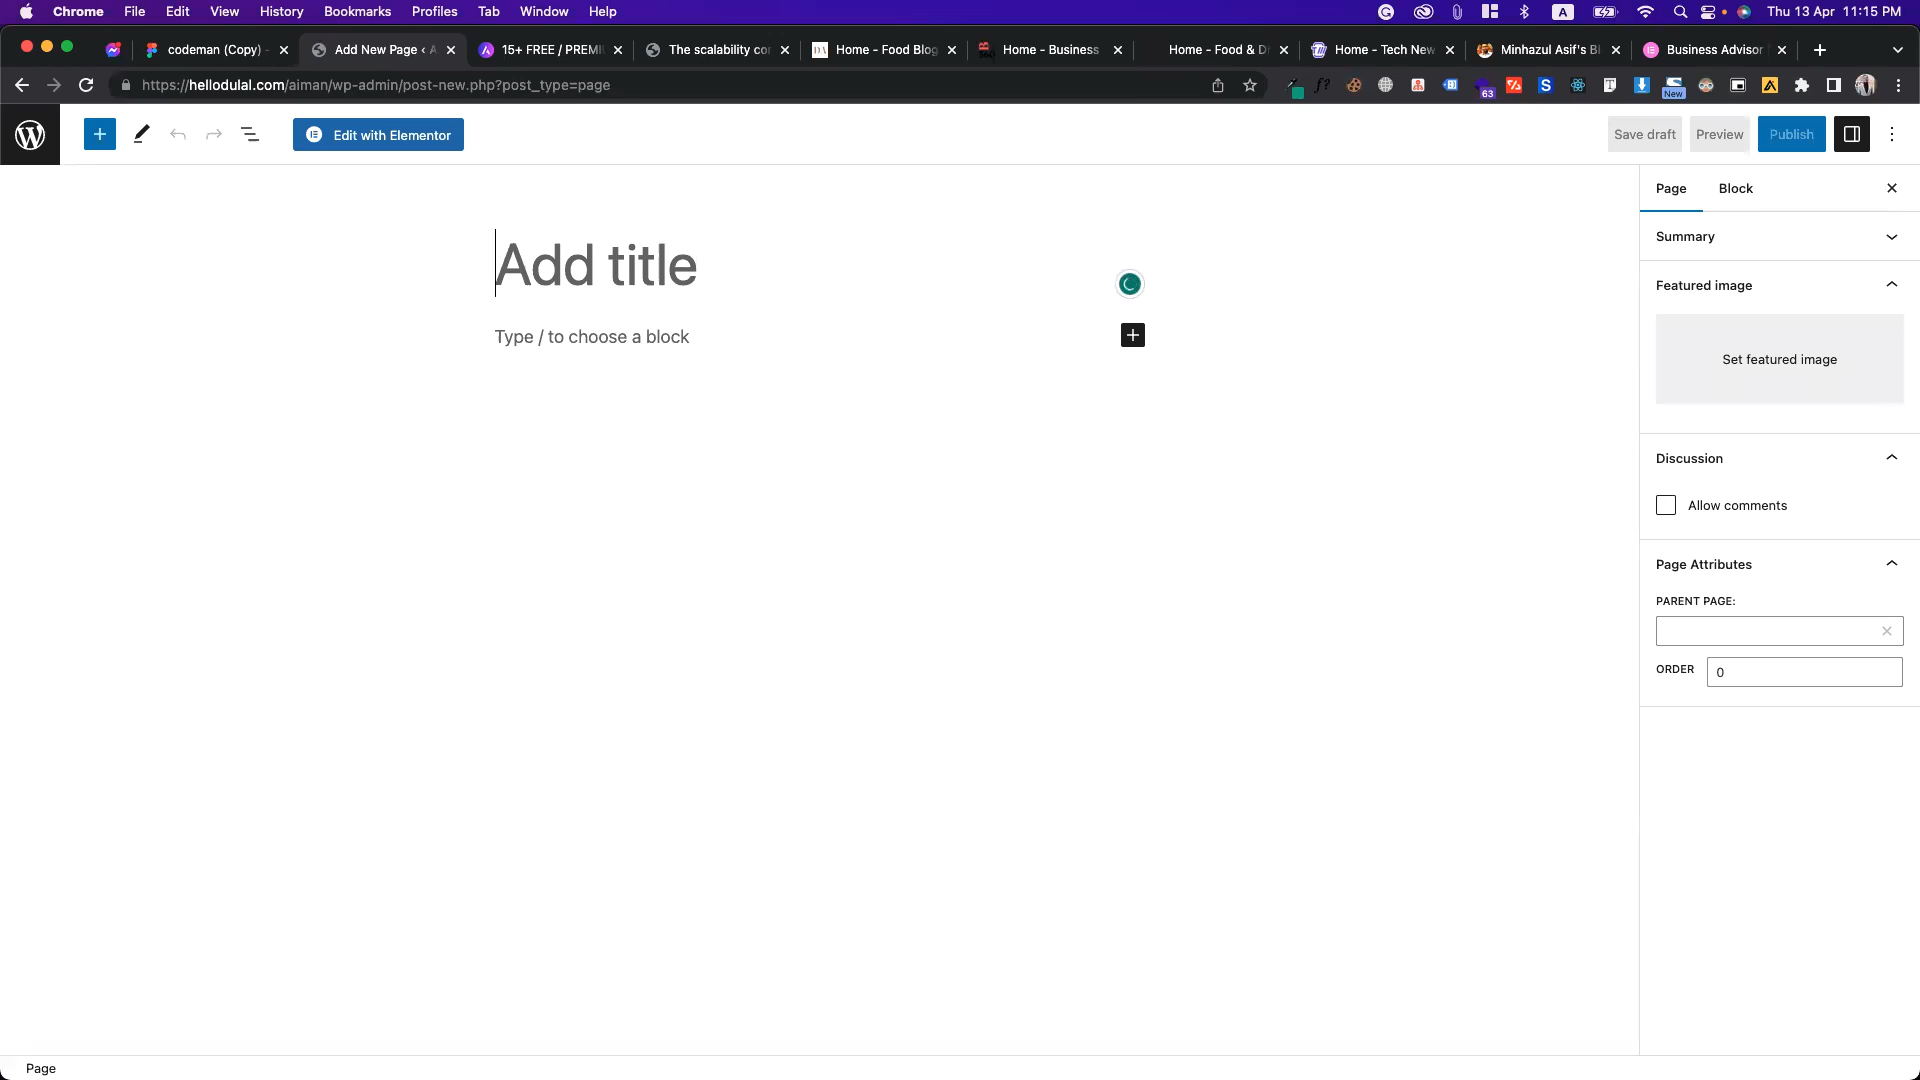 Chrome File Edit View History Bookmarks Profiles Tab Window Help A Thu 13 Apr 11:15 PM
codeman (Copy) - Add New Page ‹ A 15+ FREE / PREMI The scalability co Home - Food Blog Home - Business Home - Food & D Home - Tech New Minhazul Asif's B Business Advisor
https://hellodulal.com/aiman/wp-admin/post-new.php?post_type=page f? 63 S T New
Edit with Elementor Save draft Preview Publish
Page Block
Summary
Add title
Featured image
Type / to choose a block
Set featured image
Discussion
Allow comments
Page Attributes
PARENT PAGE:
ORDER 0
Page